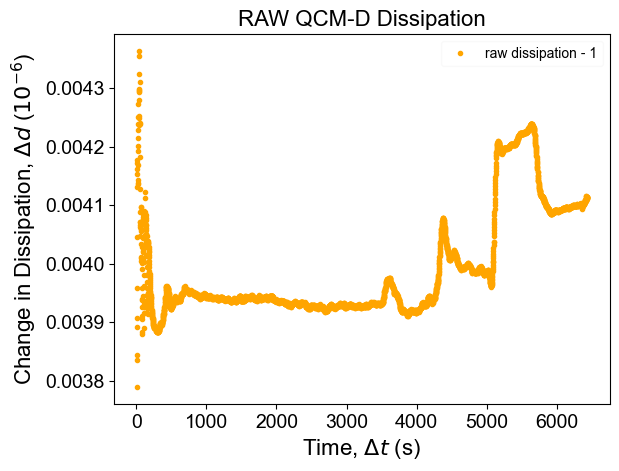 RAW QCM-D Dissipation
raw dissipation - 1
Change in Dissipation, Δd (10⁻⁶)
0.0043
0.0042
0.0041
0.0040
0.0039
0.0038
0 1000 2000 3000 4000 5000 6000
Time, Δt (s)